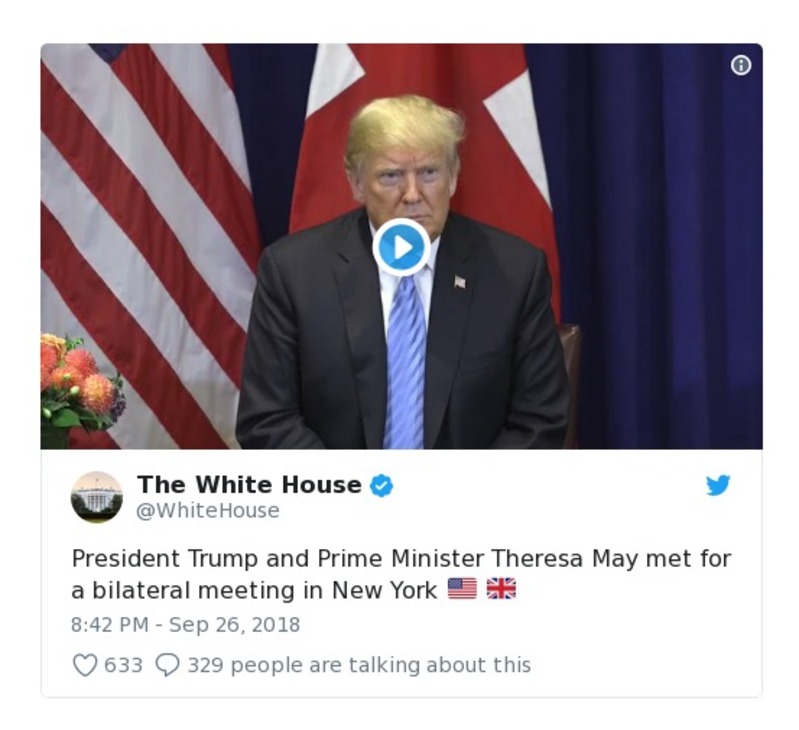 The White House
@WhiteHouse
President Trump and Prime Minister Theresa May met for
a bilateral meeting in New York 🇺🇸 🇬🇧
8:42 PM - Sep 26, 2018
633 329 people are talking about this